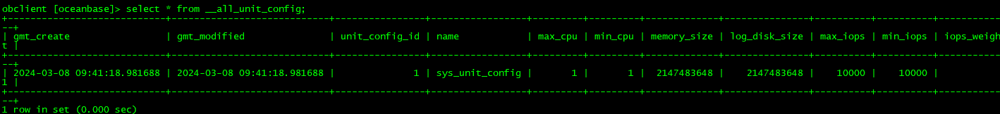 obclient [oceanbase]> select * from __all_unit_config;
+----------------------------+----------------------------+----------------+-----------------+---------+---------+-------------+---------------+----------+----------+------------
--+
| gmt_create                 | gmt_modified               | unit_config_id | name            | max_cpu | min_cpu | memory_size | log_disk_size | max_iops | min_iops | iops_weigh
t |
+----------------------------+----------------------------+----------------+-----------------+---------+---------+-------------+---------------+----------+----------+------------
--+
| 2024-03-08 09:41:18.981688 | 2024-03-08 09:41:18.981688 |              1 | sys_unit_config |       1 |       1 |  2147483648 |    2147483648 |    10000 |    10000 |
1 |
+----------------------------+----------------------------+----------------+-----------------+---------+---------+-------------+---------------+----------+----------+------------
--+
1 row in set (0.000 sec)